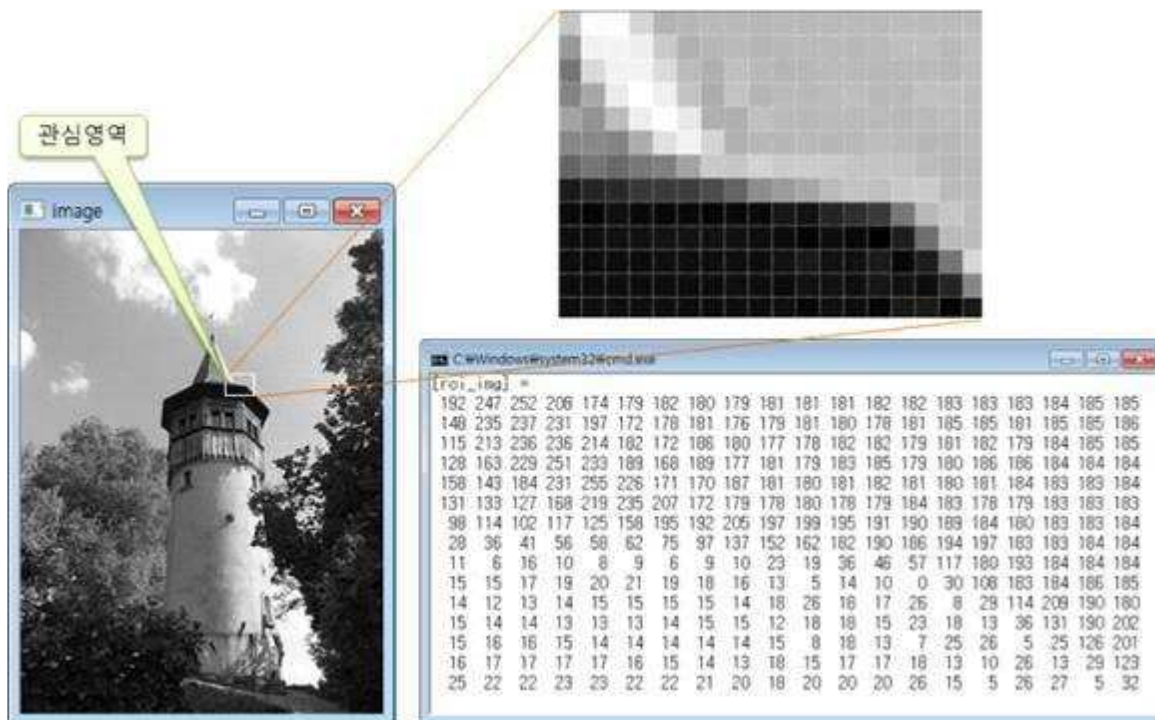 관심영역
image
C:₩Windows₩system32₩cmd.exe
[roi_img] =
192 247 252 206 174 179 182 180 179 181 181 181 182 182 183 183 183 184 185 185
148 235 237 231 197 172 178 181 176 179 181 180 178 181 185 185 181 185 185 186
115 213 236 236 214 182 172 186 180 177 178 182 182 179 181 182 179 184 185 185
128 163 229 251 233 189 168 189 177 181 179 183 185 179 180 186 186 184 184 184
158 143 184 231 255 226 171 170 187 181 180 181 182 181 180 181 184 183 183 184
131 133 127 168 219 235 207 172 179 178 180 178 179 184 183 178 179 183 183 183
98 114 102 117 125 158 195 192 205 197 199 195 191 190 189 184 180 183 183 184
28 36 41 56 58 62 75 97 137 152 162 182 190 186 194 197 183 183 184 184
11 6 16 10 8 9 6 9 10 23 19 36 46 57 117 180 193 184 184 184
15 15 17 19 20 21 19 18 16 13 5 14 10 0 30 108 183 184 186 185
14 12 13 14 15 15 15 15 14 18 26 18 17 26 8 29 114 209 190 180
15 14 14 13 13 13 14 15 15 12 18 18 15 23 18 13 36 131 190 202
15 16 16 15 14 14 14 14 14 15 8 18 13 7 25 26 5 25 126 201
16 17 17 17 17 16 15 14 13 18 15 17 17 18 13 10 26 13 29 123
25 22 22 23 23 22 22 21 20 18 20 20 20 26 15 5 26 27 5 32